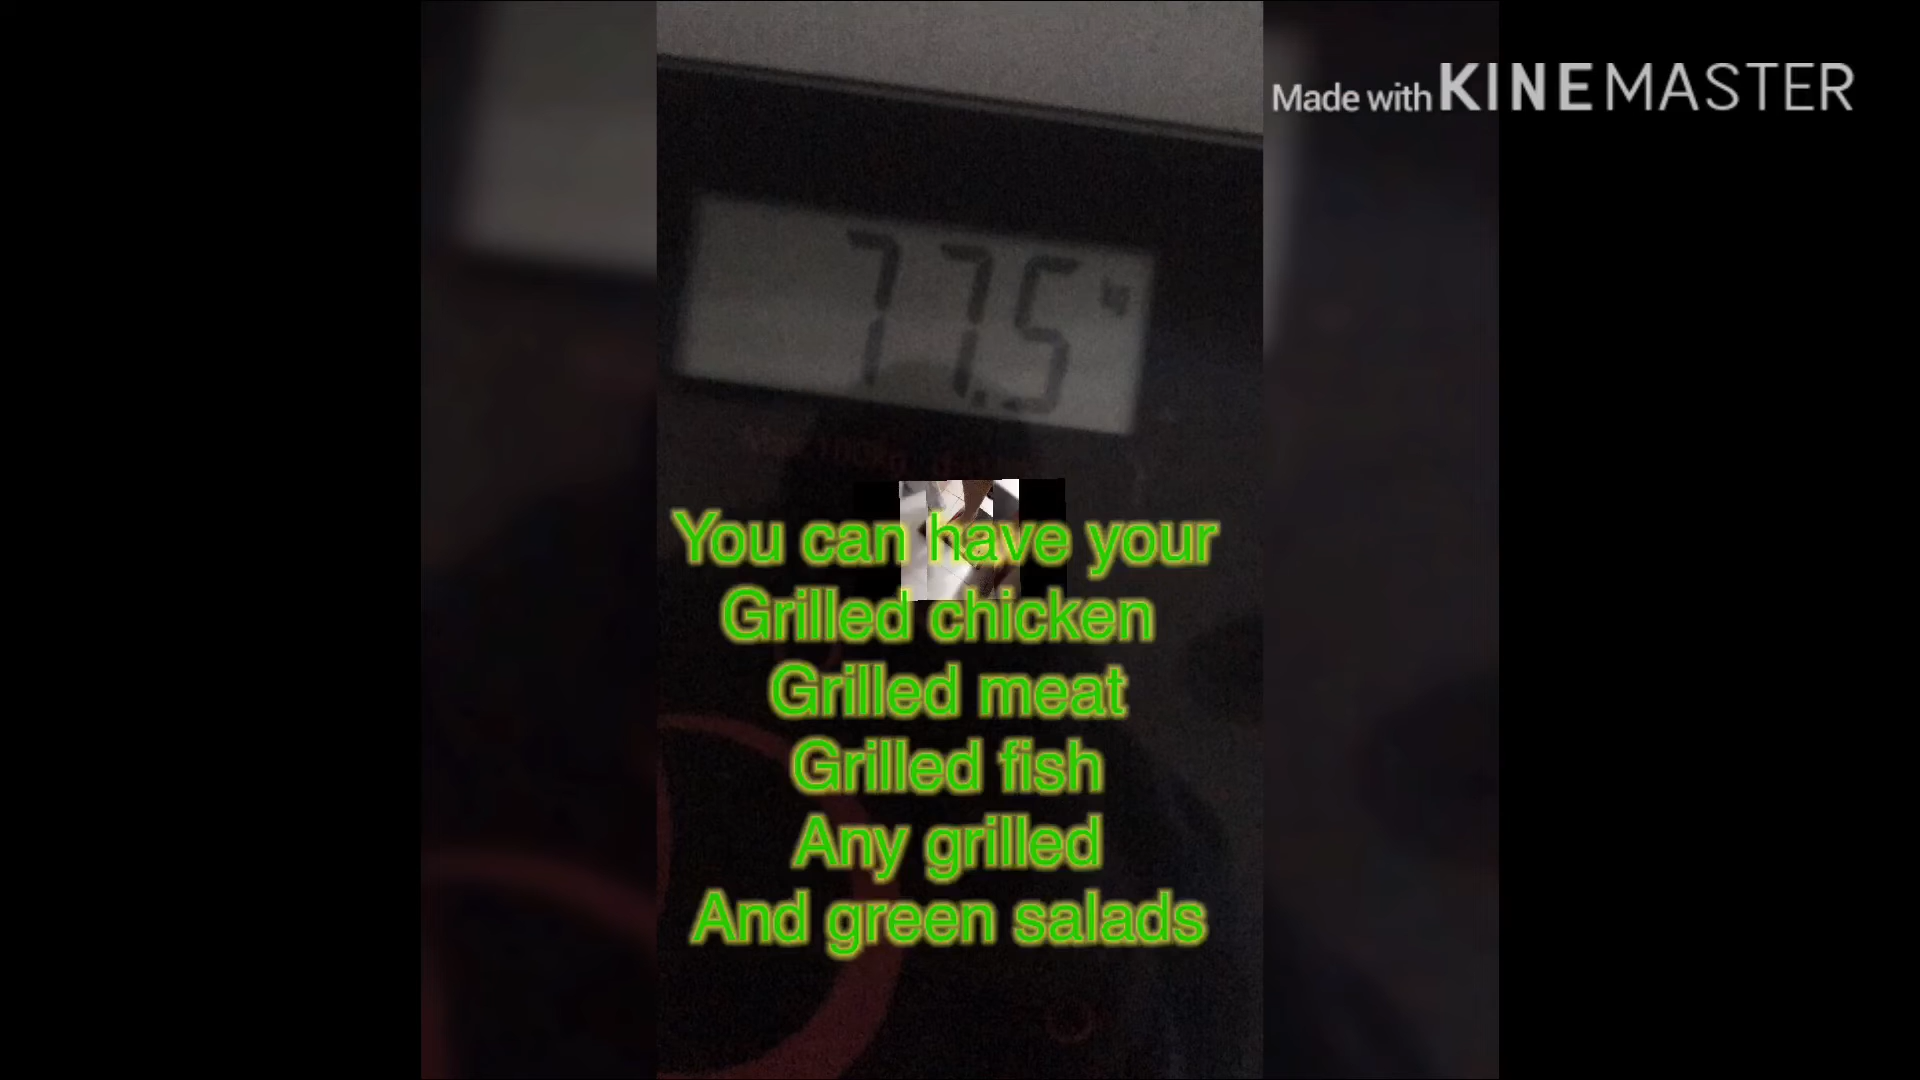 Made with KINEMASTER
77.5 kg
You can have your
Grilled chicken
Grilled meat
Grilled fish
Any grilled
And green salads